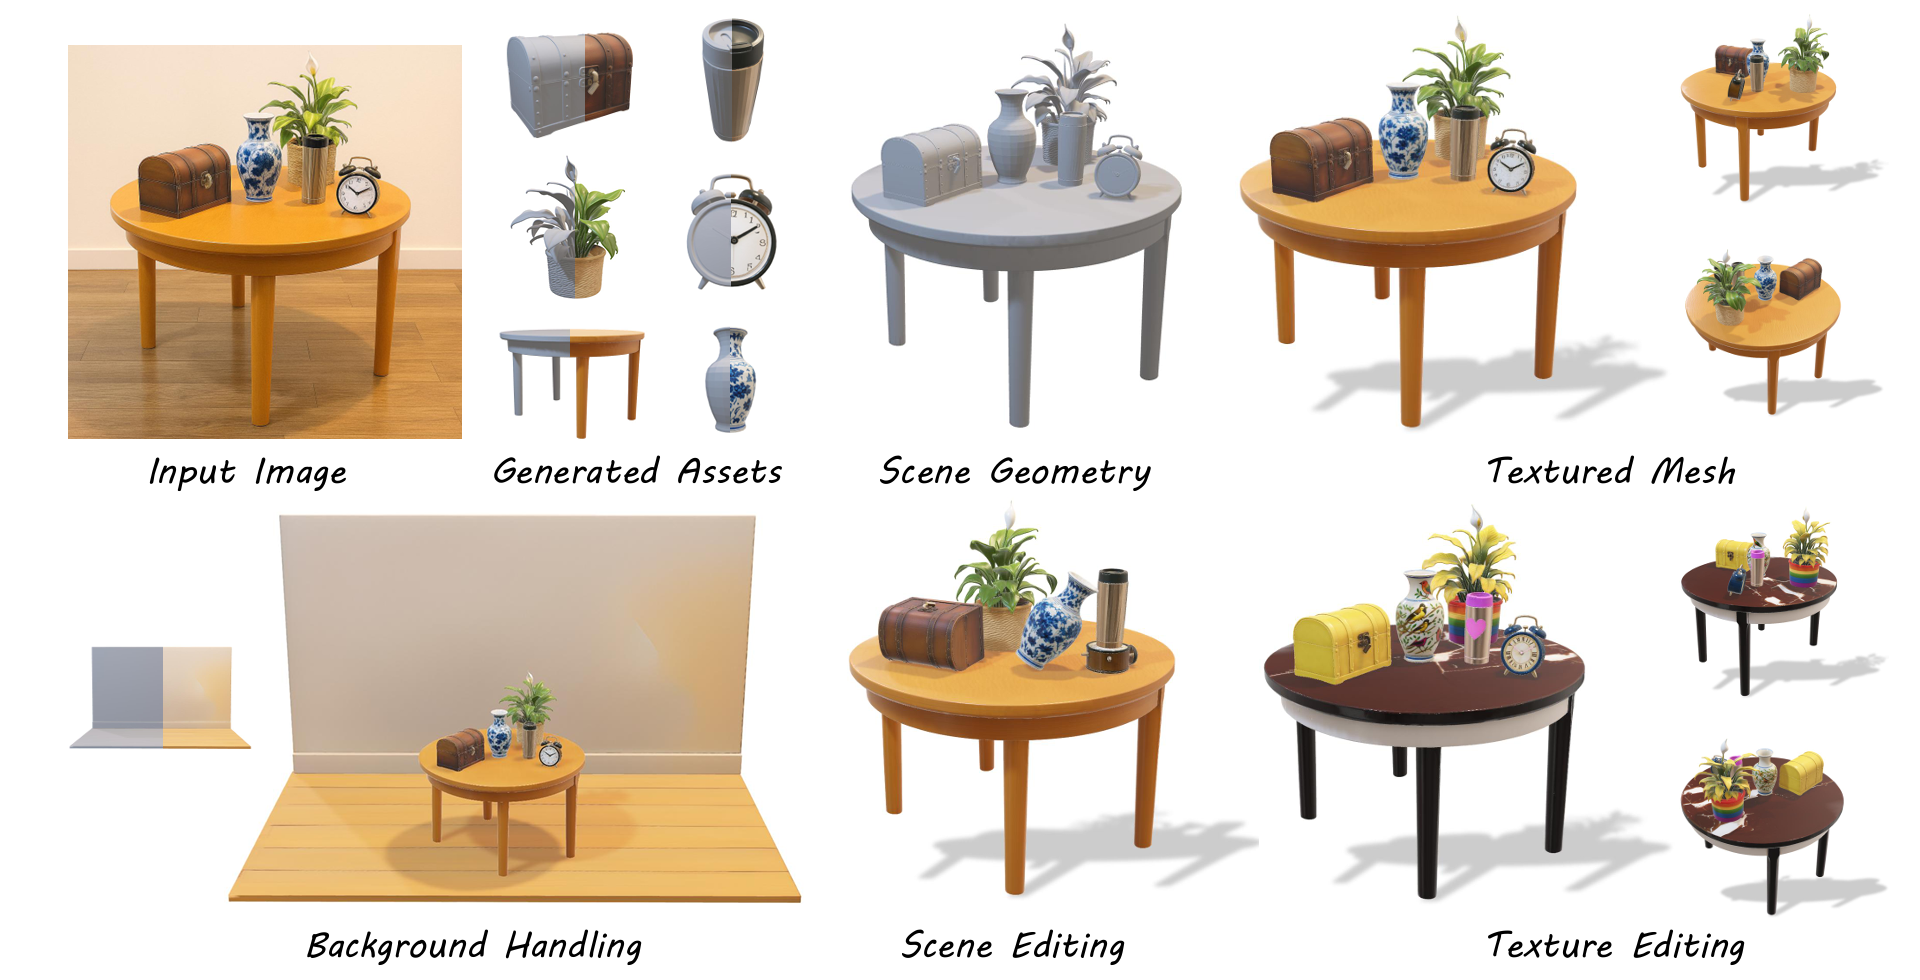 Input Image
Generated Assets
Scene Geometry
Textured Mesh
Background Handling
Scene Editing
Texture Editing